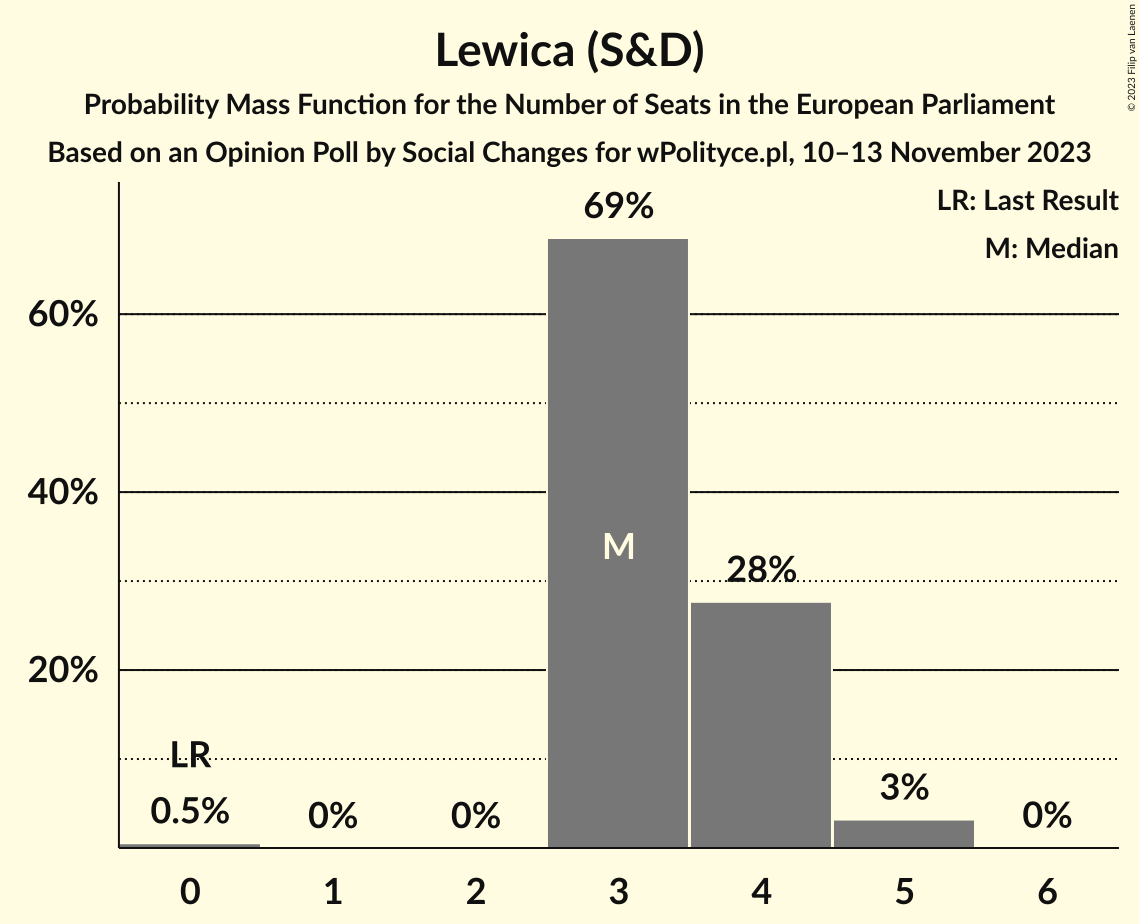 Lewica (S&D)
Probability Mass Function for the Number of Seats in the European Parliament
Based on an Opinion Poll by Social Changes for wPolityce.pl, 10–13 November 2023
© 2023 Filip van Laenen
LR: Last Result
M: Median
69%
60%
40%
M
28%
20%
LR
0.5%
0%
0%
3%
0%
0 1 2 3 4 5 6